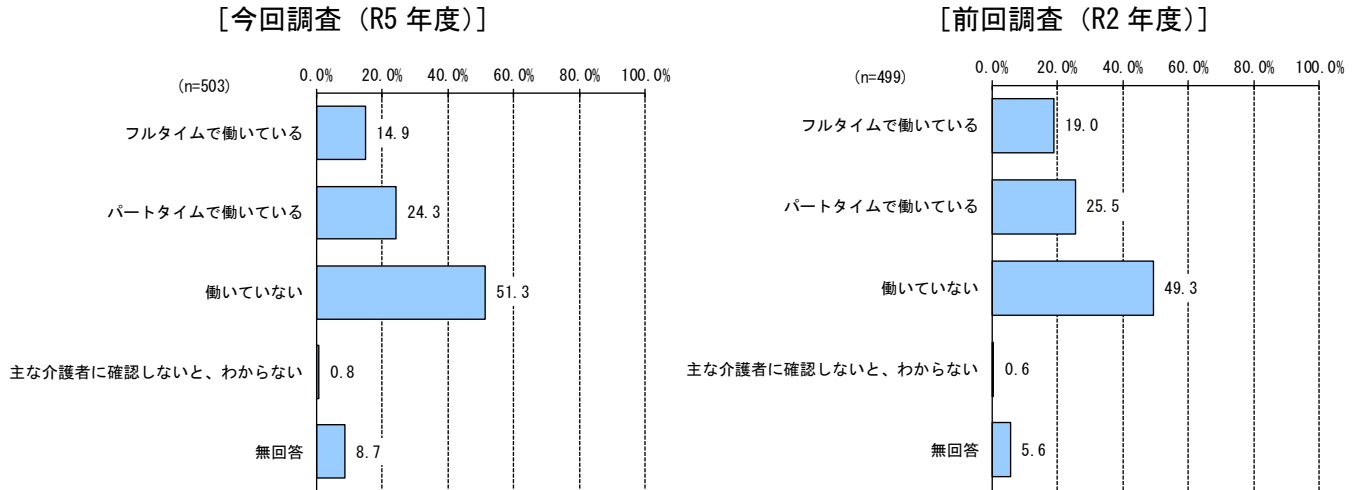 [今回調査（R5 年度）]
(n=503)
0.0% 20.0% 40.0% 60.0% 80.0% 100.0%
フルタイムで働いている 14.9
パートタイムで働いている 24.3
働いていない 51.3
主な介護者に確認しないと、わからない 0.8
無回答 8.7
[前回調査（R2 年度）]
(n=499)
0.0% 20.0% 40.0% 60.0% 80.0% 100.0%
フルタイムで働いている 19.0
パートタイムで働いている 25.5
働いていない 49.3
主な介護者に確認しないと、わからない 0.6
無回答 5.6